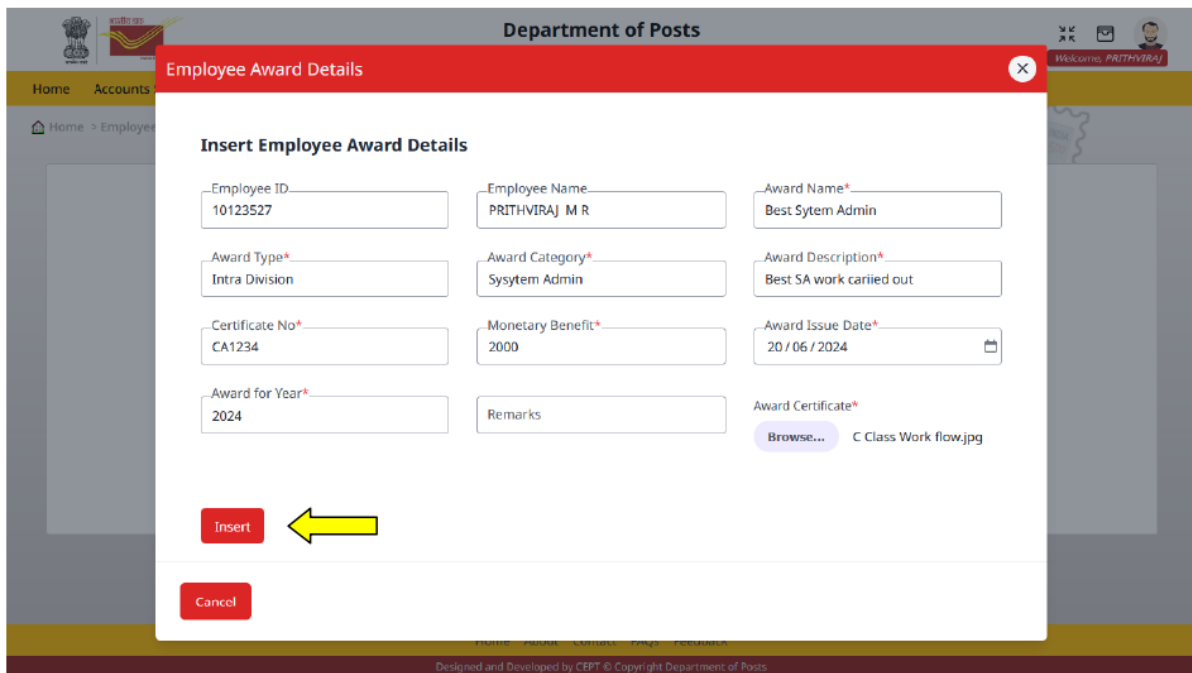 Department of Posts
Welcome, PRITHVIRAJ
Employee Award Details
Home Accounts
Home > Employee
Insert Employee Award Details
Employee ID Employee Name Award Name*
10123527 PRITHVIRAJ M R Best Sytem Admin
Award Type* Award Category* Award Description*
Intra Division Sysytem Admin Best SA work cariied out
Certificate No* Monetary Benefit* Award Issue Date*
CA1234 2000 20 / 06 / 2024
Award for Year* Award Certificate*
2024 Remarks
Browse... C Class Work flow.jpg
Insert
Cancel
Home About Contact FAQs Feedback
Designed and Developed by CEPT © Copyright Department of Posts